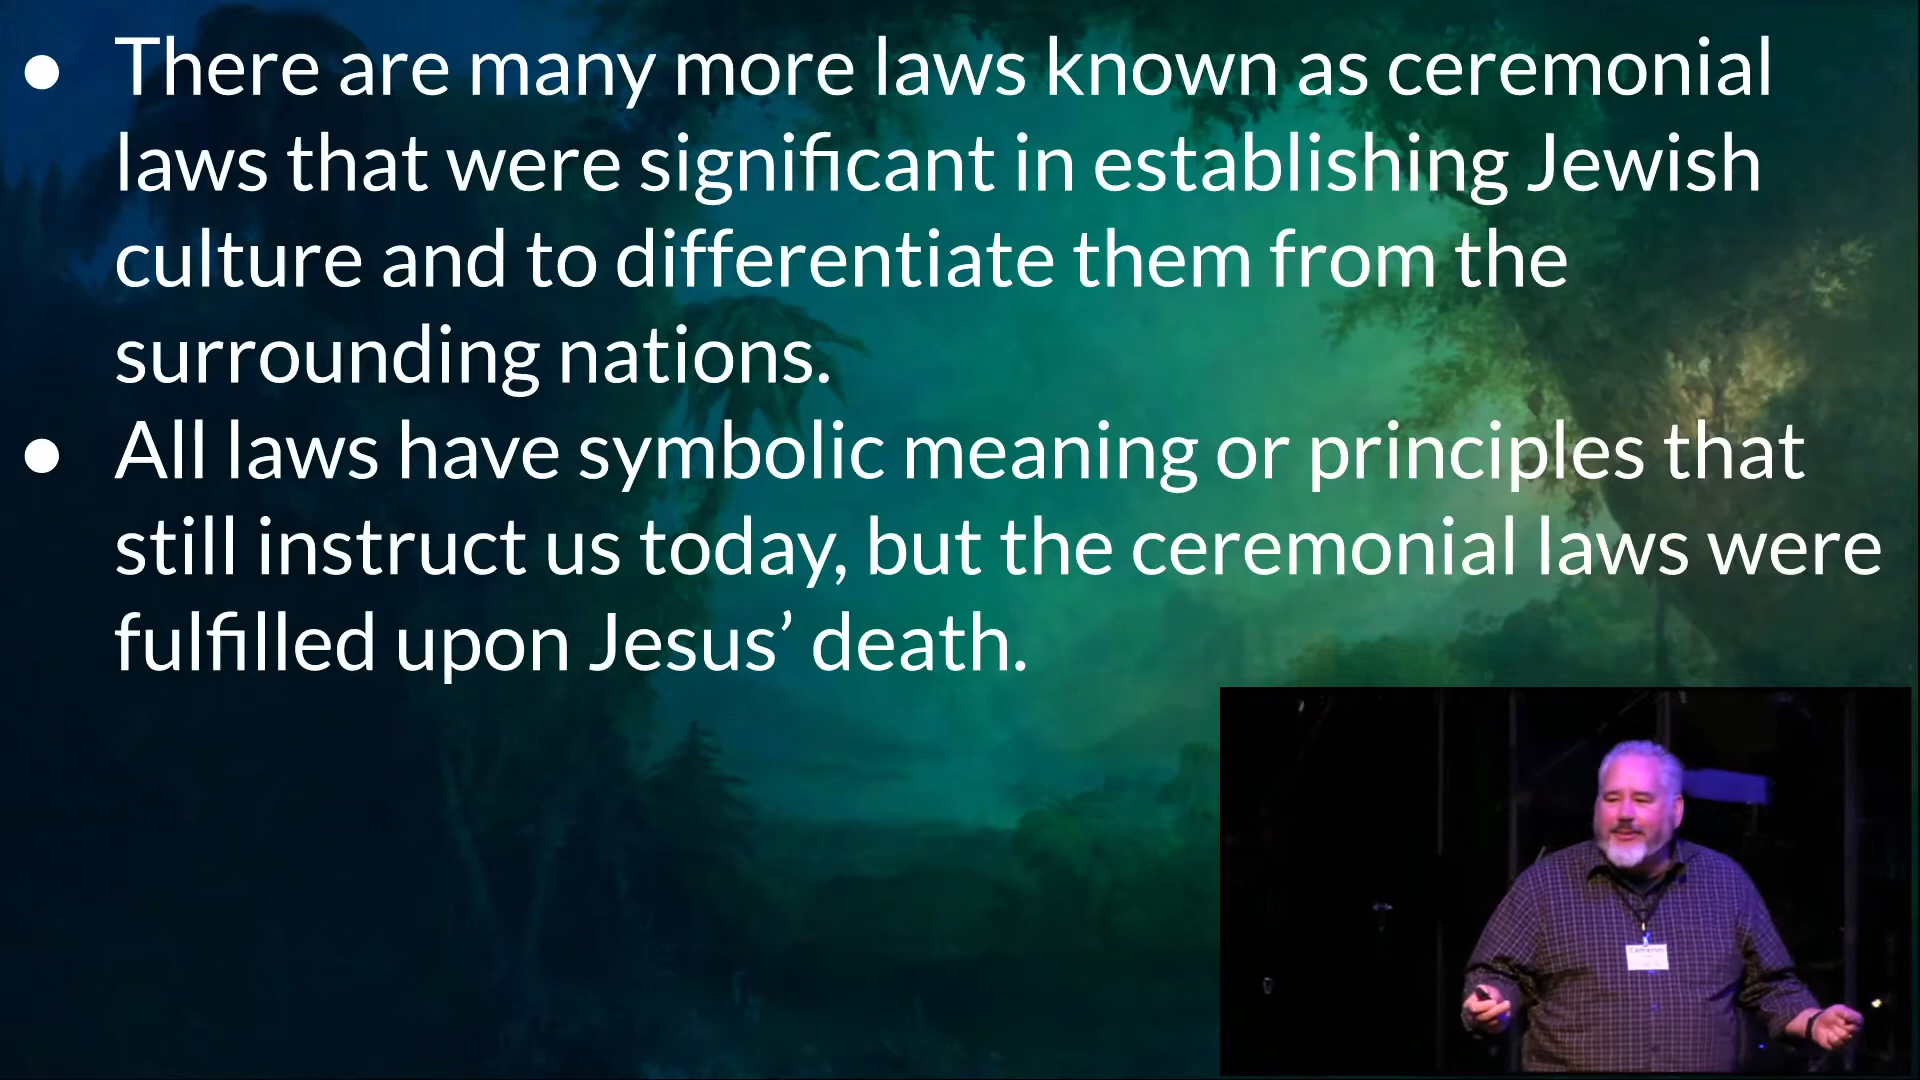 ● There are many more laws known as ceremonial
laws that were significant in establishing Jewish
culture and to differentiate them from the
surrounding nations.
● All laws have symbolic meaning or principles that
still instruct us today, but the ceremonial laws were
fulfilled upon Jesus’ death.